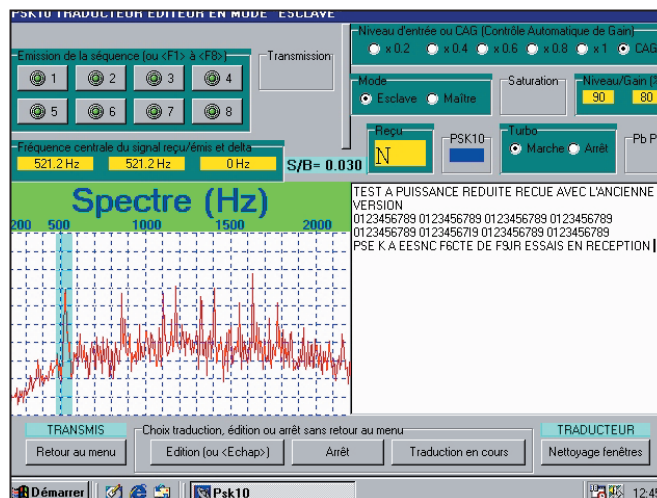 PSK10 TRADUCTEUR EDITEUR EN MODE "ESCLAVE"
Niveau d'entrée ou CAG (Contrôle Automatique de Gain)
x 0.2 x 0.4 x 0.6 x 0.8 x 1 CAG
Emission de la séquence (ou <F1> à <F8>)
1 2 3 4
5 6 7 8
Transmission
Mode
Esclave Maître
Saturation
Niveau/Gain (%
90 80
Reçu
N
PSK10
Turbo
Marche Arrêt
Pb P
Fréquence centrale du signal reçu/émis et delta
521.2 Hz 521.2 Hz 0 Hz
S/B= 0.030
Spectre (Hz)
200 500 1000 1500 2000
TEST A PUISSANCE REDUITE RECUE AVEC L'ANCIENNE
VERSION
0123456789 0123456789 0123456789 0123456789
0123456789 01234567I9 0123456789 0123456789
PSE K A EESNC F6CTE DE F9JR ESSAIS EN RECEPTION
TRANSMIS
Retour au menu
Choix traduction, édition ou arrêt sans retour au menu
Edition (ou <Echap>) Arrêt Traduction en cours
TRADUCTEUR
Nettoyage fenêtres
Démarrer Psk10 12:45